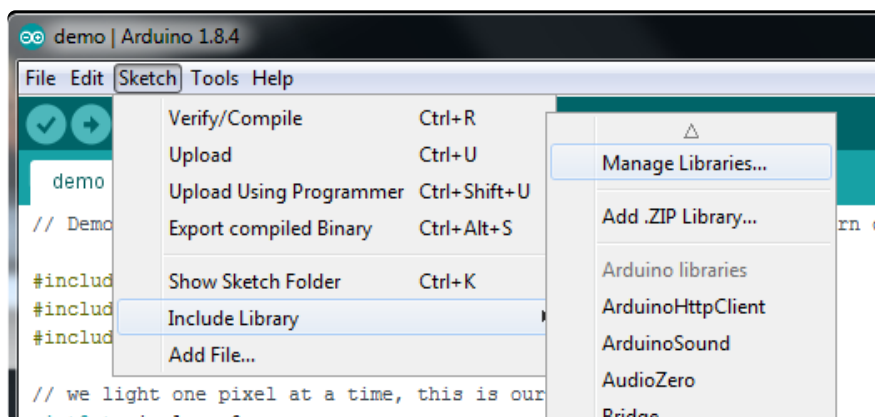 demo | Arduino 1.8.4
File Edit Sketch Tools Help
Verify/Compile Ctrl+R
Upload Ctrl+U
Upload Using Programmer Ctrl+Shift+U
Export compiled Binary Ctrl+Alt+S
Show Sketch Folder Ctrl+K
Include Library
Add File...
Manage Libraries...
Add .ZIP Library...
Arduino libraries
ArduinoHttpClient
ArduinoSound
AudioZero
Bridge
demo
// Demo
rn
#includ
#includ
#includ
// we light one pixel at a time, this is our